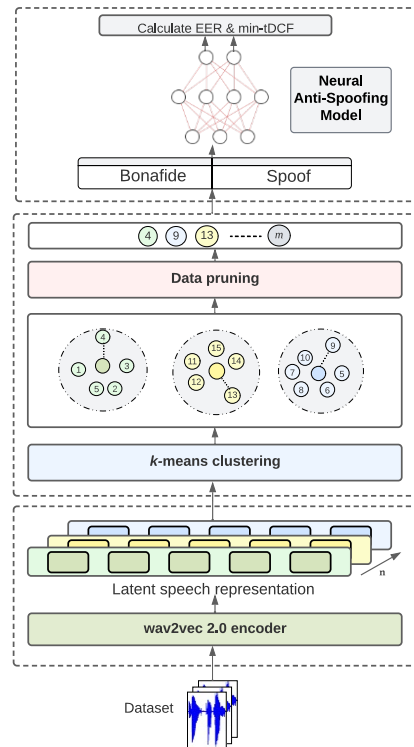 Calculate EER & min-tDCF
Neural
Anti-Spoofing
Model
Bonafide Spoof
4 9 13 m
Data pruning
4
1 3
5 2
15
11 14
12
13
9
10
7 5
8 6
k-means clustering
n
Latent speech representation
wav2vec 2.0 encoder
Dataset